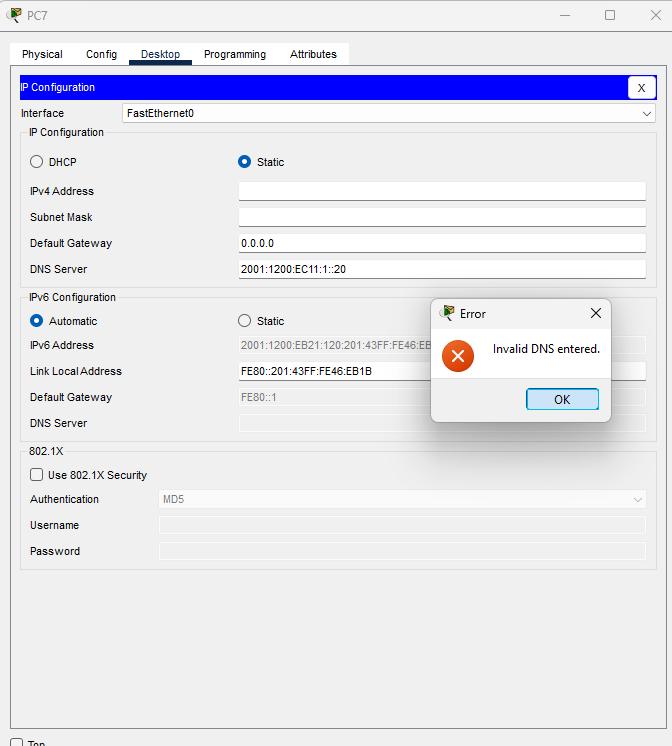 PC7
Physical Config Desktop Programming Attributes
IP Configuration X
Interface FastEthernet0
IP Configuration
DHCP Static
IPv4 Address
Subnet Mask
Default Gateway 0.0.0.0
DNS Server 2001:1200:EC11:1::20
IPv6 Configuration
Automatic Static
IPv6 Address 2001:1200:EB21:120:201:43FF:FE46:EB
Link Local Address FE80::201:43FF:FE46:EB1B
Default Gateway FE80::1
DNS Server
Error
Invalid DNS entered.
OK
802.1X
Use 802.1X Security
Authentication MD5
Username
Password
Top